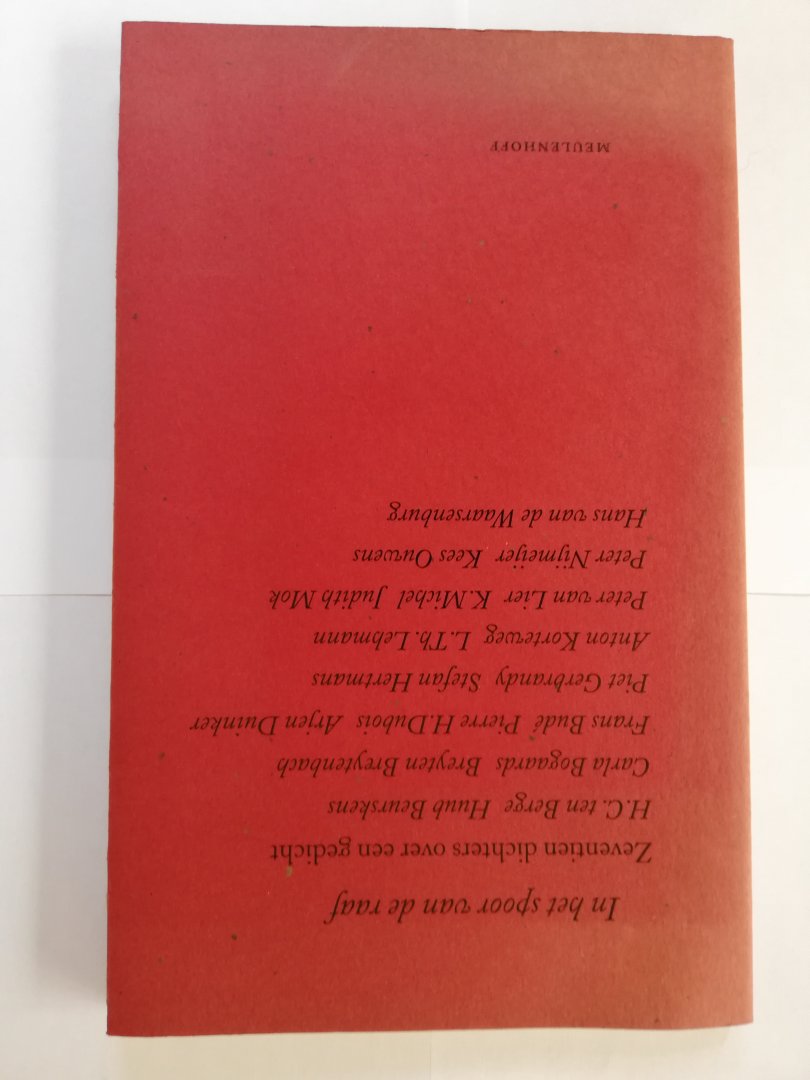 In het spoor van de raaf
Zeventien dichters over een gedicht
H.C. ten Berge Huub Beurskens
Carla Bogaards Breyten Breytenbach
Frans Budé Pierre H. Dubois Arjen Duinker
Piet Gerbrandy Stefan Hertmans
Anton Korteweg L.Th. Lehmann
Peter van Lier K. Michel Judith Mok
Peter Nijmeijer Kees Ouwens
Hans van de Waarsenburg
MEULENHOFF